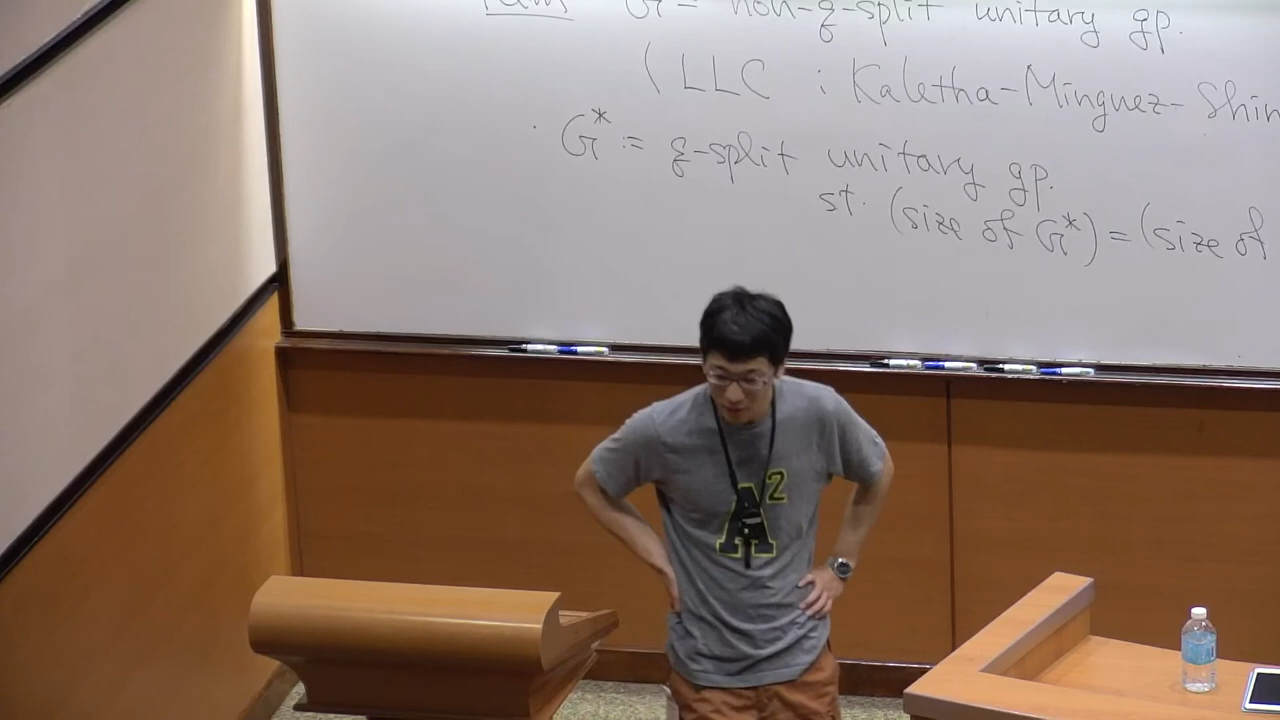 G = non-q-split unitary gp.
(LLC : Kaletha-Minguez-Shin
G* := q-split unitary gp.
st. (size of G*) = (size of
A²